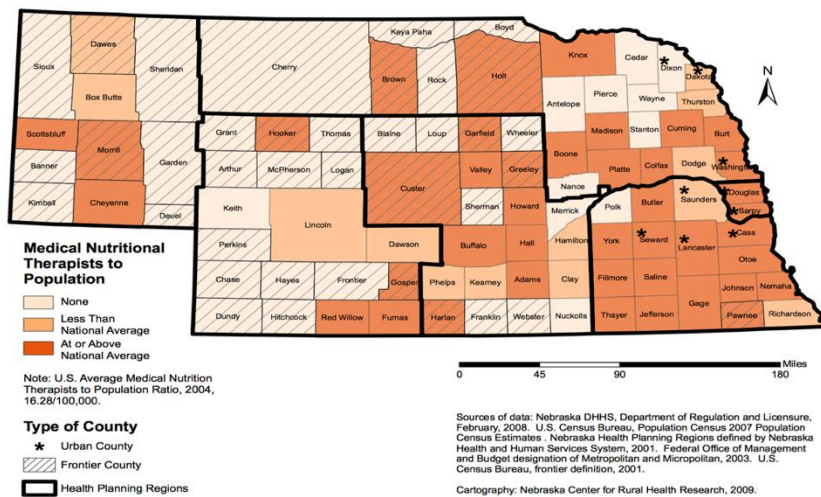 Boyd
Keya Paha
Knox
Dawes
Cedar
Dixon
Dakota
Sioux
Sheridan
Cherry
Brown
Rock
Holt
N
Box Butte
Antelope
Pierce
Wayne
Thurston
Scottsbluff
Morrill
Garden
Grant
Hooker
Thomas
Blaine
Loup
Garfield
Wheeler
Madison
Stanton
Cuming
Burt
Banner
Arthur
McPherson
Logan
Custer
Valley
Greeley
Boone
Platte
Colfax
Dodge
Washington
Kimball
Cheyenne
Deuel
Keith
Lincoln
Sherman
Howard
Nance
Merrick
Polk
Butler
Saunders
Douglas
Sarpy
Perkins
Dawson
Buffalo
Hall
Hamilton
York
Seward
Lancaster
Cass
Otoe
Chase
Hayes
Frontier
Gosper
Phelps
Kearney
Adams
Clay
Fillmore
Saline
Johnson
Nemaha
Gage
Dundy
Hitchcock
Red Willow
Furnas
Harlan
Franklin
Webster
Nuckolls
Thayer
Jefferson
Pawnee
Richardson
Medical Nutritional
Therapists to
Population
None
Less Than
National Average
At or Above
National Average
Note: U.S. Average Medical Nutrition
Therapists to Population Ratio, 2004,
16.28/100,000.
Type of County
Urban County
Frontier County
Health Planning Regions
Miles
0 45 90 180
Sources of data: Nebraska DHHS, Department of Regulation and Licensure,
February, 2008. U.S. Census Bureau, Population Census 2007 Population
Census Estimates . Nebraska Health Planning Regions defined by Nebraska
Health and Human Services System, 2001. Federal Office of Management
and Budget designation of Metropolitan and Micropolitan, 2003. U.S.
Census Bureau, frontier definition, 2001.
Cartography: Nebraska Center for Rural Health Research, 2009.